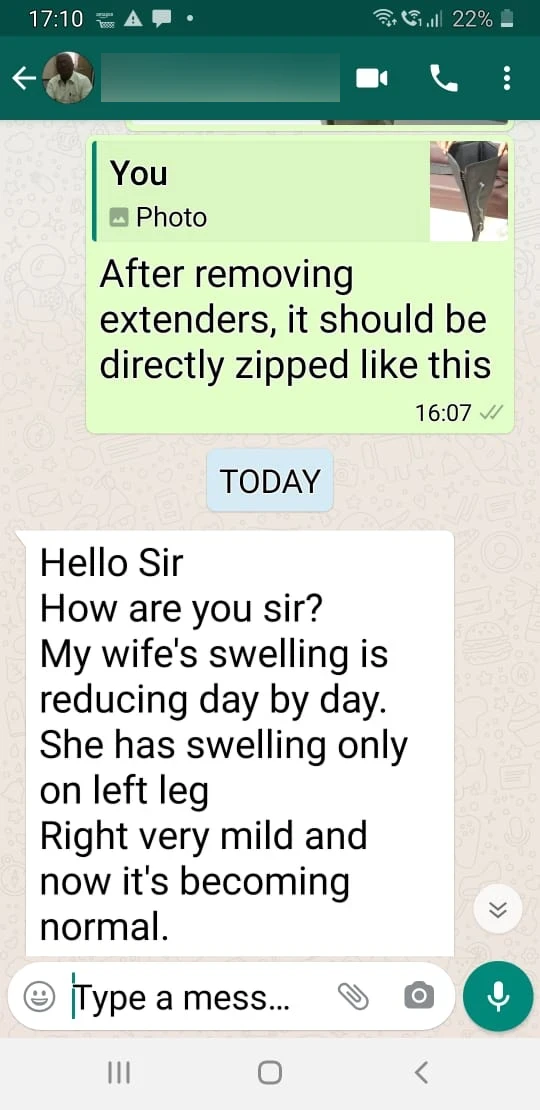 17:10
22%
You
Photo
After removing
extenders, it should be
directly zipped like this
16:07
TODAY
Hello Sir
How are you sir?
My wife's swelling is
reducing day by day.
She has swelling only
on left leg
Right very mild and
now it's becoming
normal.
Type a mess...